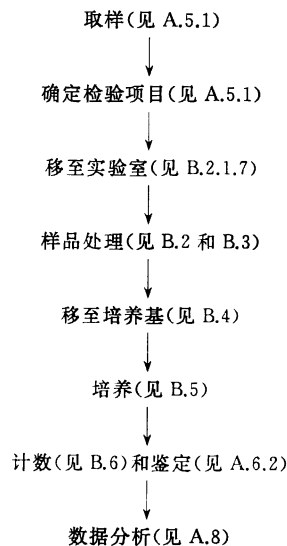 取样(见 A.5.1)
确定检验项目(见 A.5.1)
移至实验室(见 B.2.1.7)
样品处理(见 B.2 和 B.3)
移至培养基(见 B.4)
培养(见 B.5)
计数(见 B.6)和鉴定(见 A.6.2)
数据分析(见 A.8)